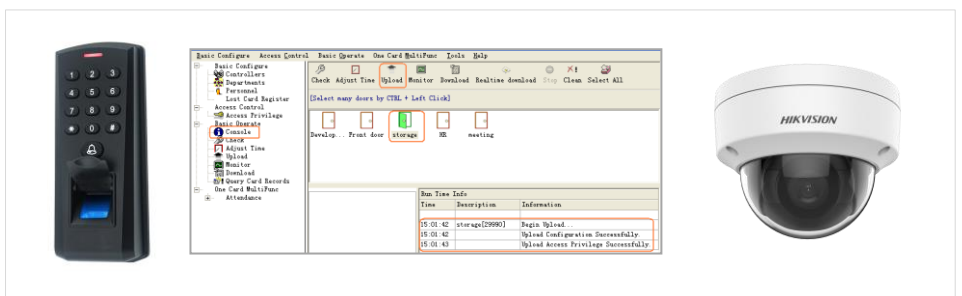 1 2 3
4 5 6
7 8 9
* 0 #
Basic Configure Access Control Basic Operate One Card MultiFunc Tools Help
Basic Configure
Controllers
Departments
Personnel
Lost Card Register
Access Control
Access Privilege
Basic Operate
Console
Check
Adjust Time
Upload
Monitor
Download
Query Card Records
One Card MultiFunc
Attendance
Check Adjust Time Upload Monitor Download Realtime download Stop Clean Select All
[Select many doors by CTRL + Left Click]
Develop... Front door storage HR meeting
Run Time Info
Time Description Information
15:01:42 storage[29990] Begin Upload...
15:01:42 Upload Configuration Successfully.
15:01:43 Upload Access Privilege Successfully.
HIKVISION